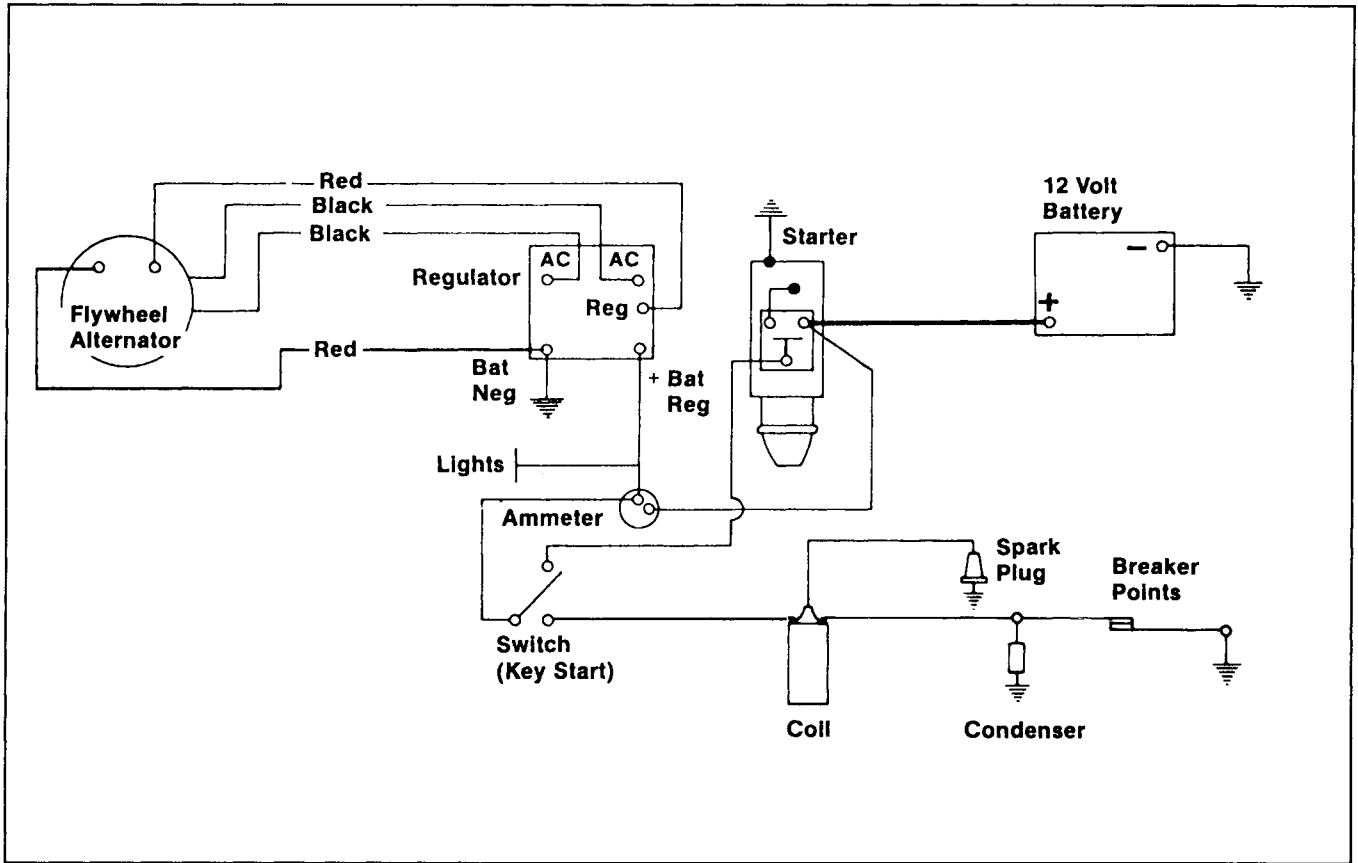 Red
Black
Black
12 Volt
Battery
Starter
AC
AC
Regulator
Reg
−
+
Flywheel
Alternator
Red
Bat
Neg
+ Bat
Reg
Lights
Ammeter
Spark
Plug
Breaker
Points
Switch
(Key Start)
Coil
Condenser